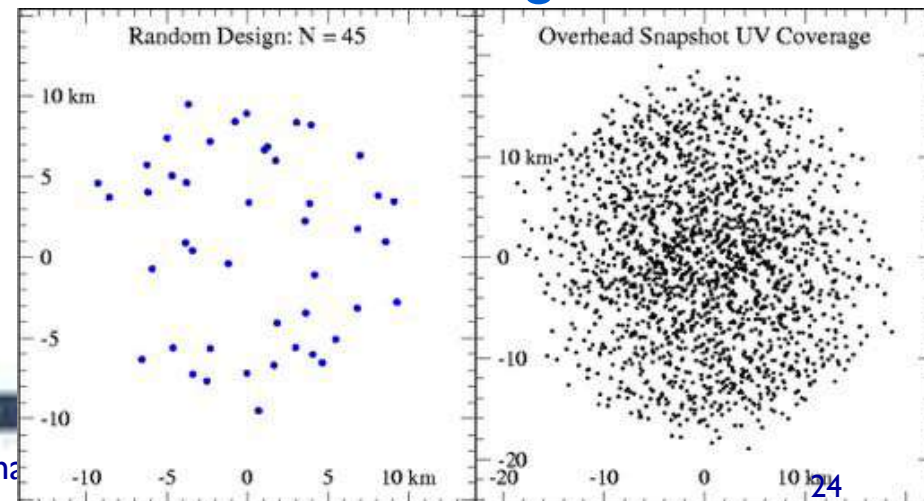 Random Design: N = 45
10 km
5
0
-5
-10
-10 -5 0 5 10 km
Overhead Snapshot UV Coverage
10 km
0
-10
-20
-20 -10 0 10 km
24